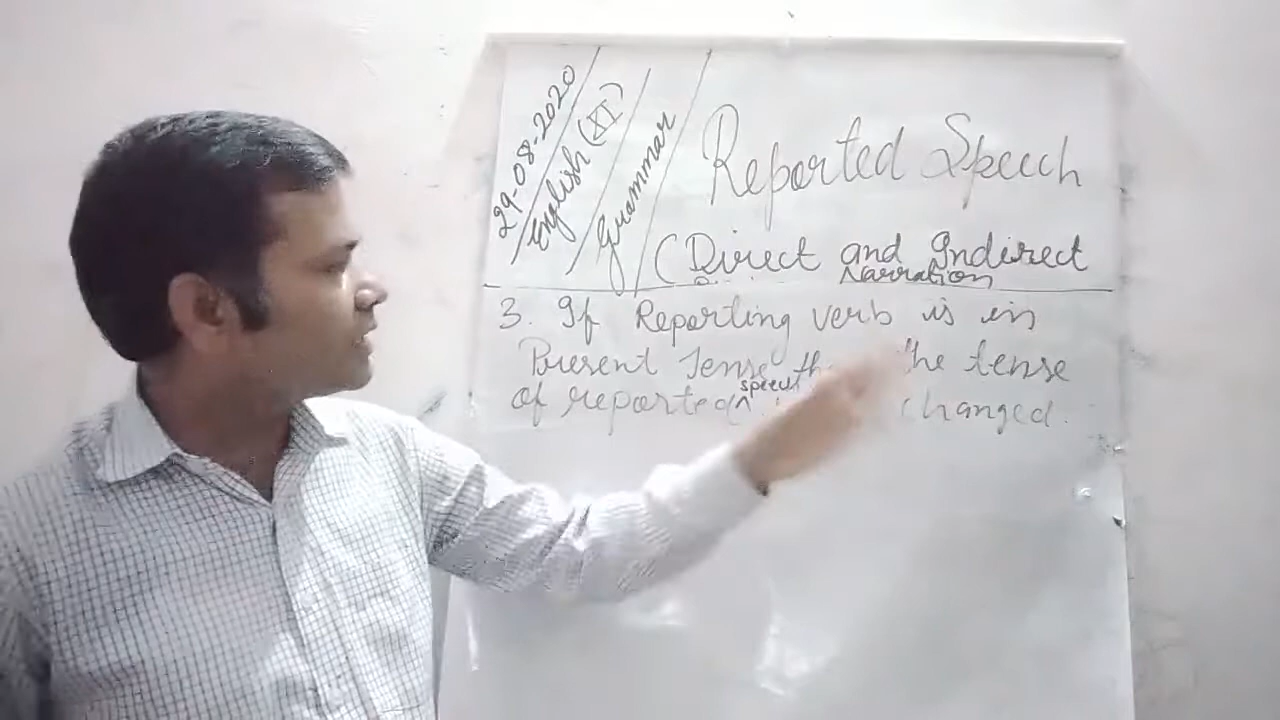 29-08-2020
English (XI)
Grammar
Reported Speech
(Direct and Indirect
Narration
3. If Reporting verb is in
Present Tense the tense
of reported speech changed.